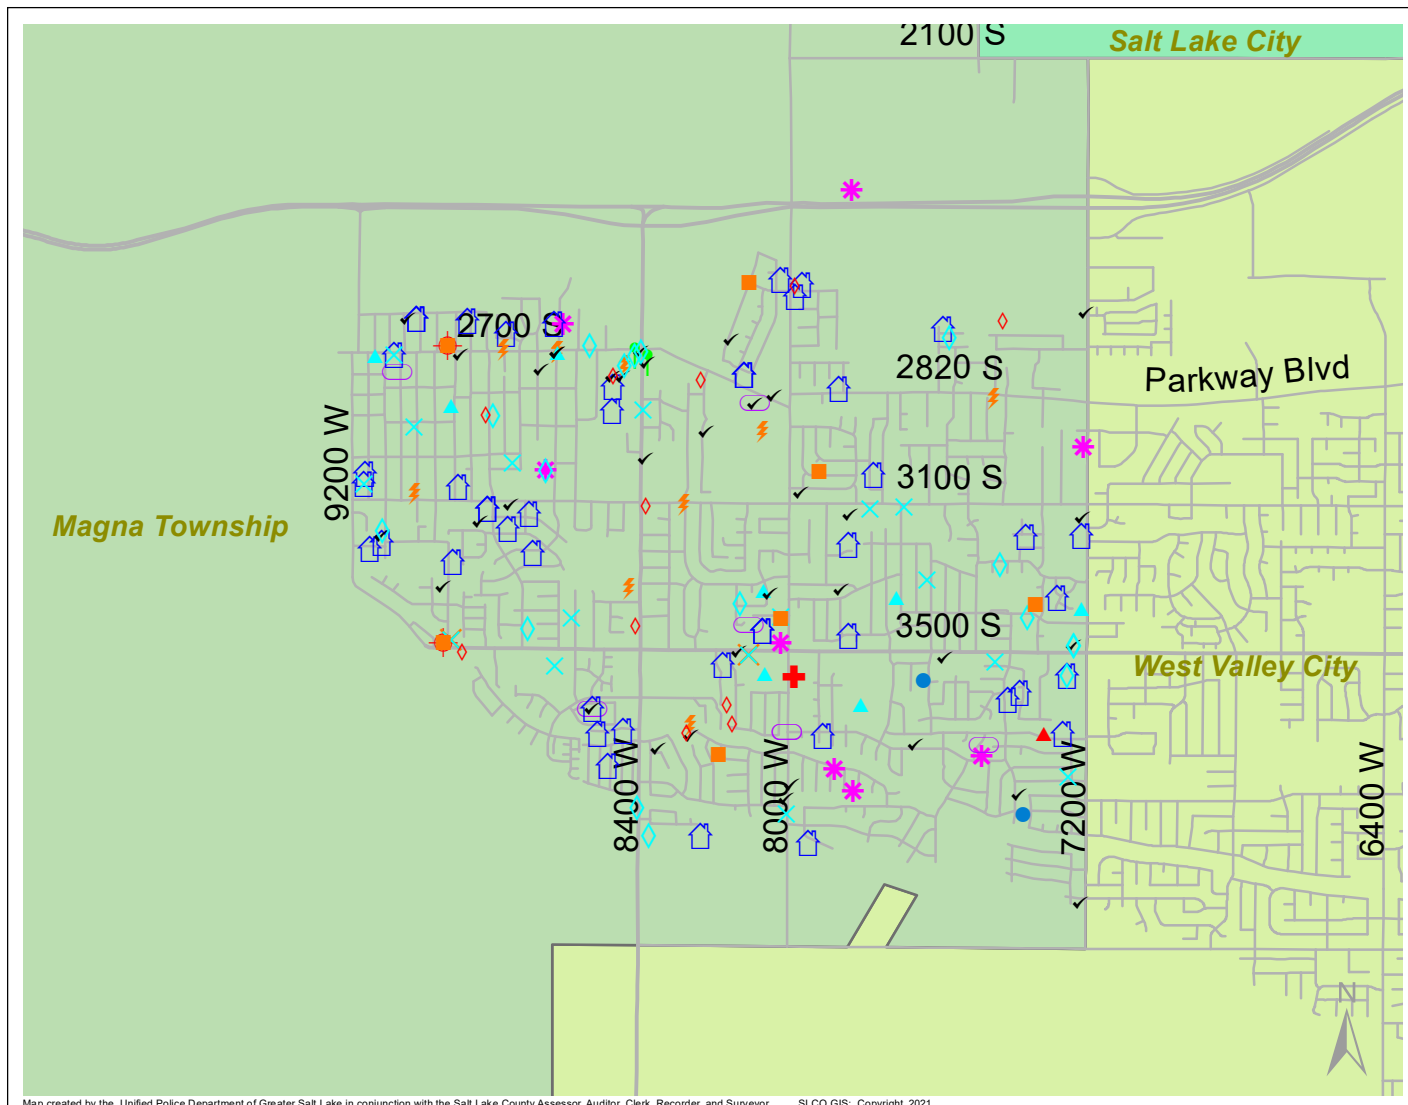 2100 S
Salt Lake City
2700 S
2820 S
Parkway Blvd
9200 W
3100 S
Magna Township
3500 S
West Valley City
8400 W
8000 W
7200 W
6400 W
N
Map created by the Unified Police Department of Greater Salt Lake in conjunction with the Salt Lake County Assessor, Auditor, Clerk, Recorder, and Surveyor. SLCO GIS: Copyright 2021